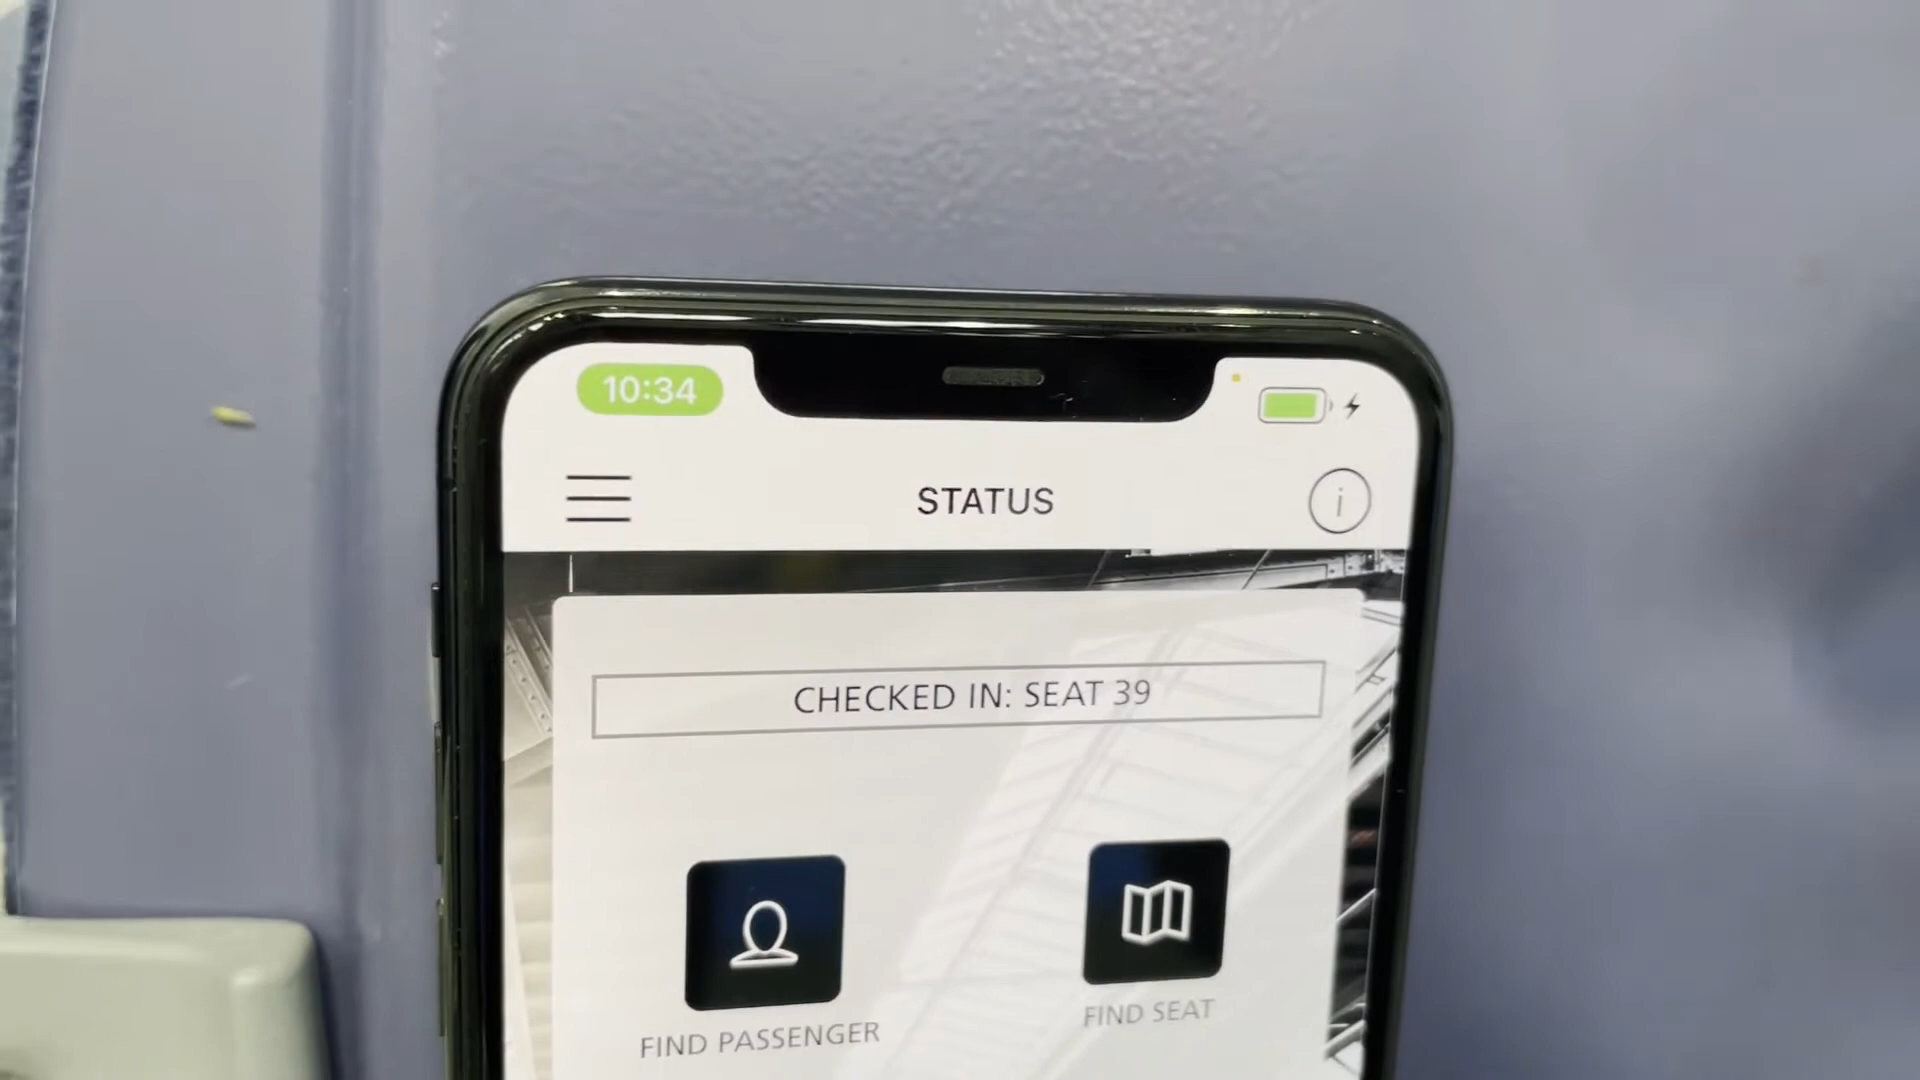 10:34
STATUS
i
CHECKED IN: SEAT 39
FIND PASSENGER
FIND SEAT